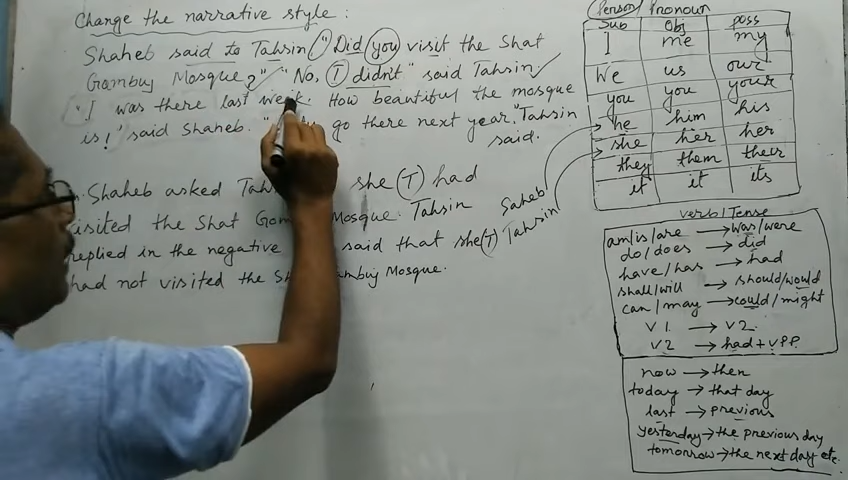 Change the narrative style :
Shaheb said to Tahsin, "Did you visit the Shat
Gambuj Mosque?" "No, I didn't" said Tahsin
"I was there last week. How beautiful the mosque
is!" said Shaheb. " go there next year." Tahsin
said.
Shaheb asked she (T) had
visited the Shat Mosque. Tahsin
replied in the negative said that she (T)
had not visited the Mosque.
Saheb
Tahsin
Person/ Pronoun
Sub obj poss
I me my
We us our
you you your
he him his
she her her
they them their
it it its
verb/Tense
am/is/are → was/were
do/does → did
have/has → had
shall/will → should/would
can/may → could/might
V1 → V2
V2 → had + VPP
now → then
today → that day
last → previous
yesterday → the previous day
tomorrow → the next day etc.